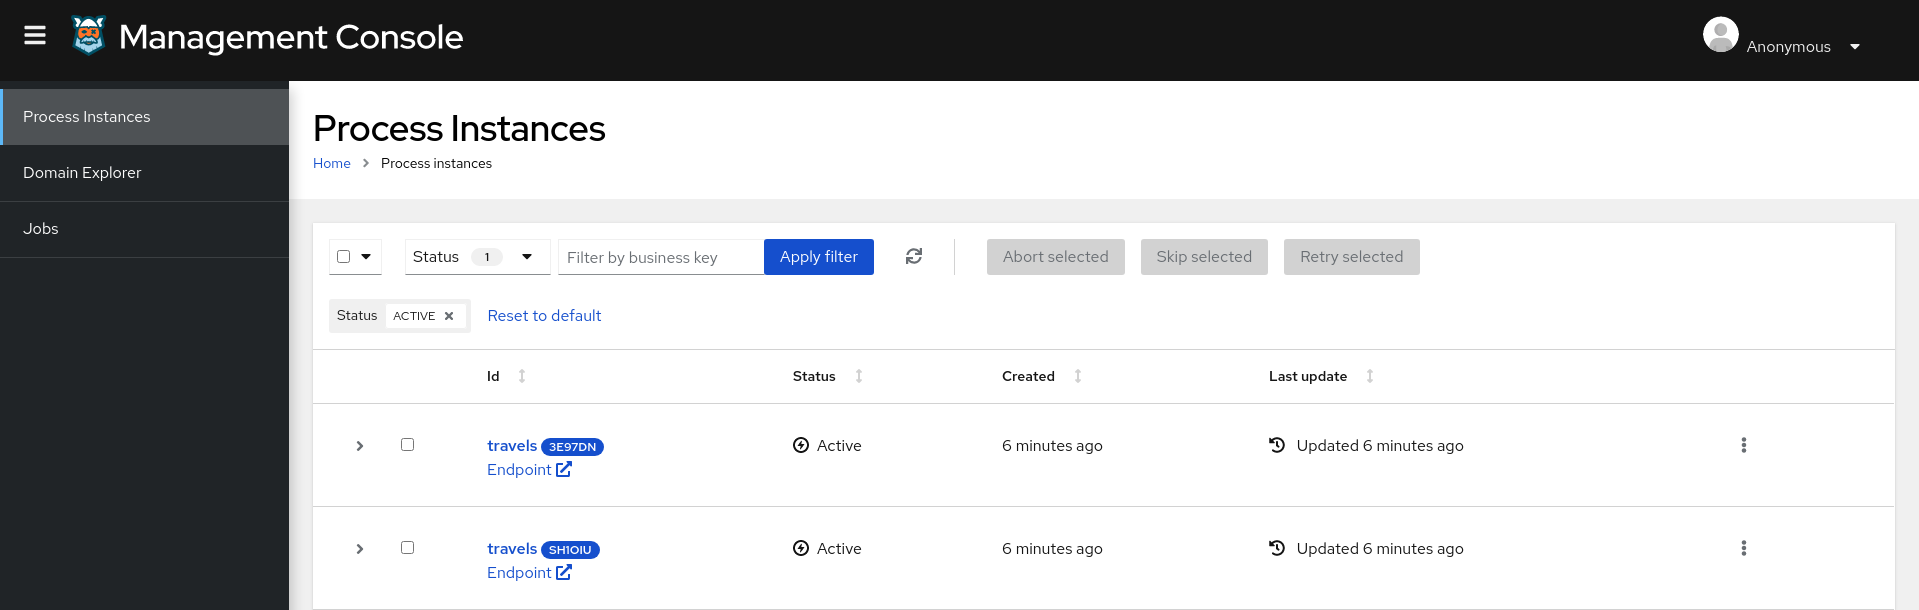 Management Console
Anonymous
Process Instances
Domain Explorer
Jobs
Process Instances
Home > Process instances
Status 1 Filter by business key Apply filter Abort selected Skip selected Retry selected
Status ACTIVE × Reset to default
Id Status Created Last update
travels 3E97DN Active 6 minutes ago Updated 6 minutes ago
Endpoint
travels SH1OIU Active 6 minutes ago Updated 6 minutes ago
Endpoint